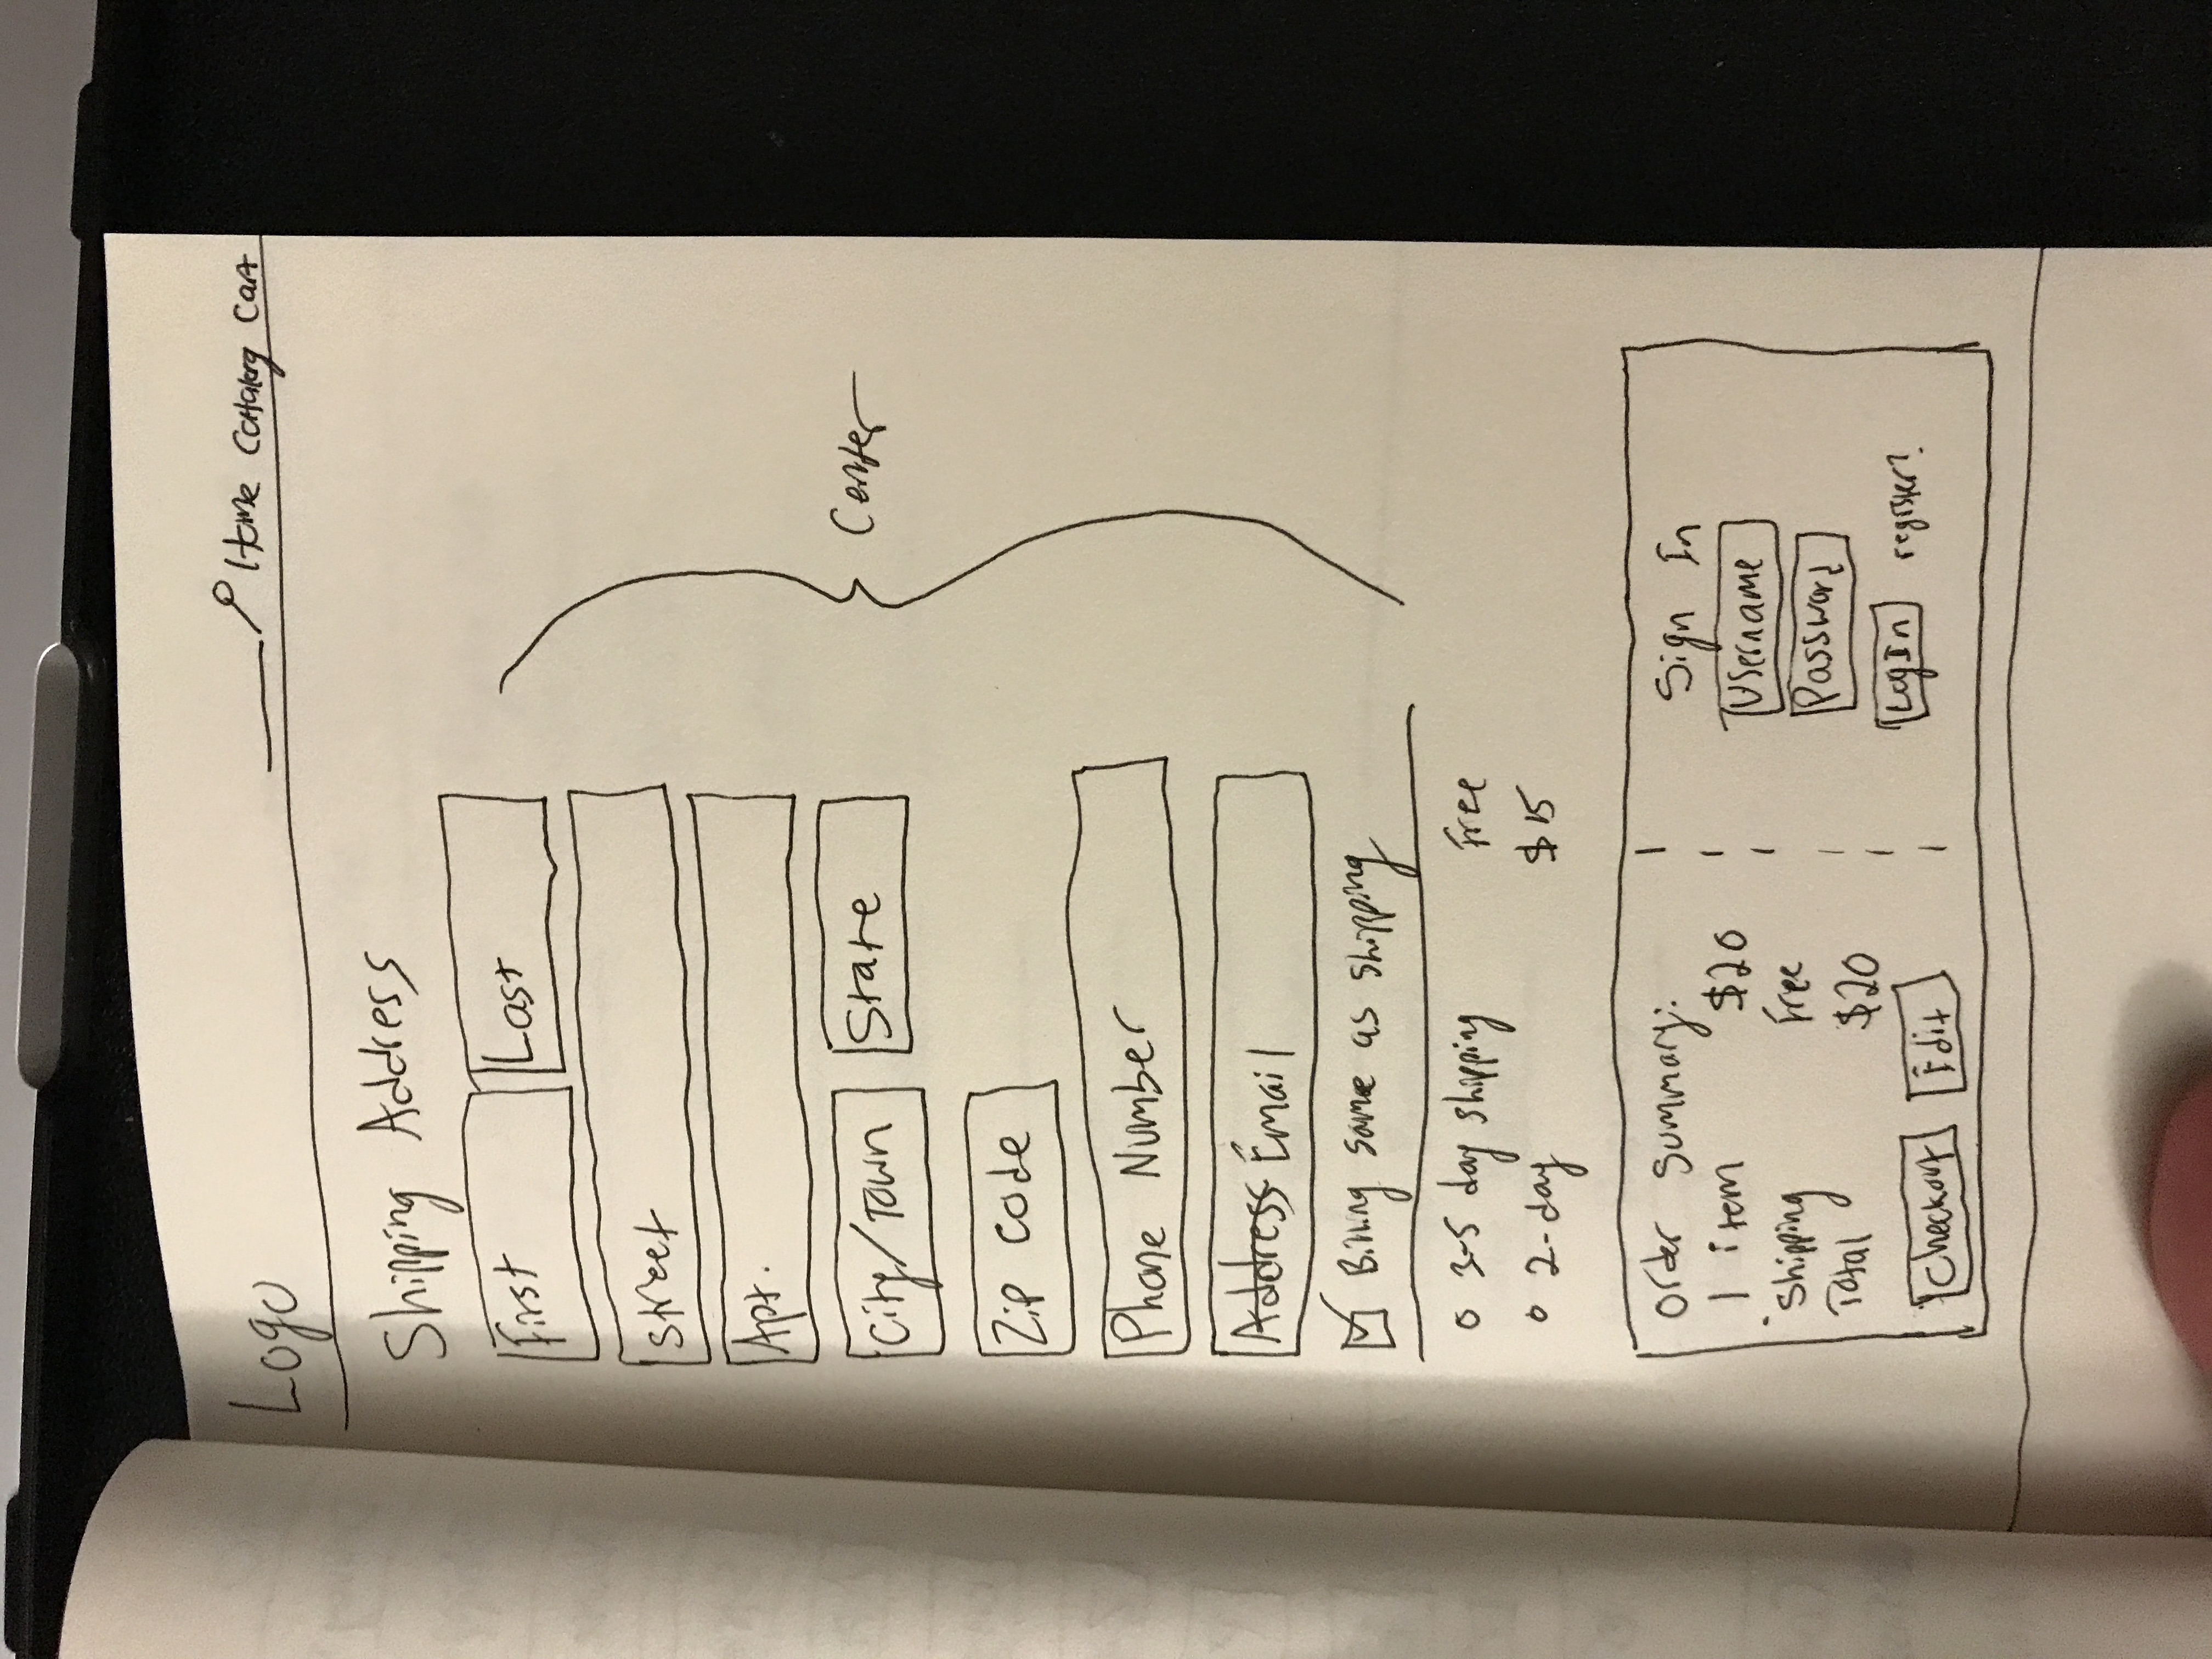 Logo Home Catalog Cart
Shipping Address
First Last
Street
Apt.
City/Town State
Center
Zip Code
Phone Number
Address Email
Billing same as shipping
3-5 day shipping Free
2-day $15
Order Summary: Sign In
1 item $20 Username
Shipping Free Password
Total $20 LogIn register?
Checkout Edit